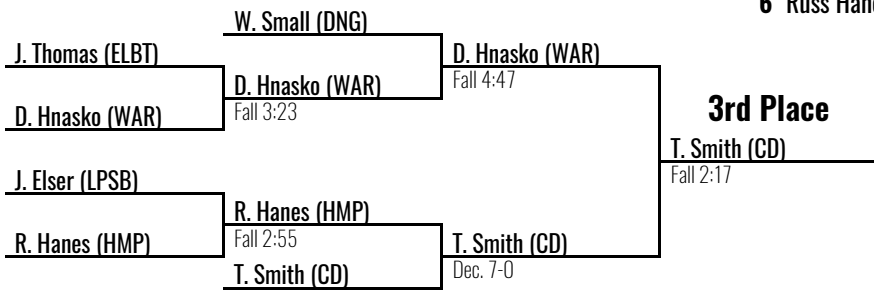 6 Russ
W. Small (DNG)
J. Thomas (ELBT)
D. Hnasko (WAR)
D. Hnasko (WAR)
Fall 4:47
D. Hnasko (WAR)
Fall 3:23
3rd Place
T. Smith (CD)
Fall 2:17
J. Elser (LPSB)
R. Hanes (HMP)
R. Hanes (HMP)
Fall 2:55
T. Smith (CD)
Dec. 7-0
T. Smith (CD)